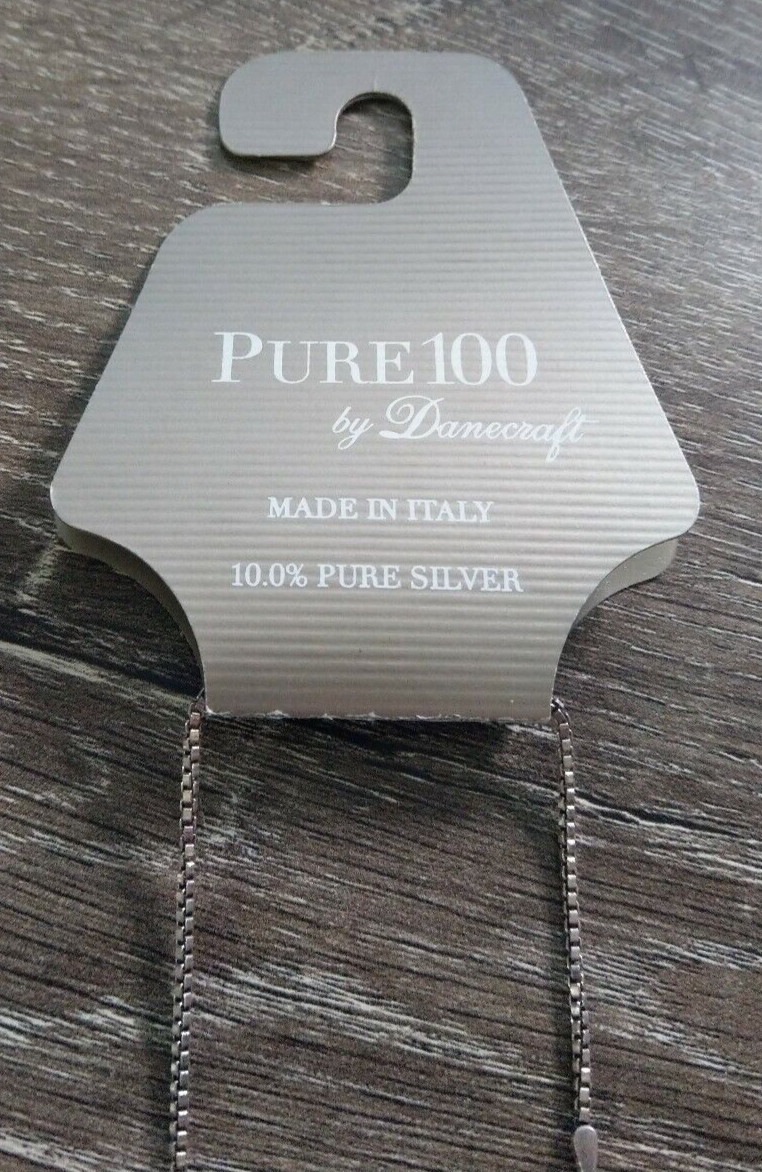 PURE100
by Danecraft
MADE IN ITALY
10.0% PURE SILVER